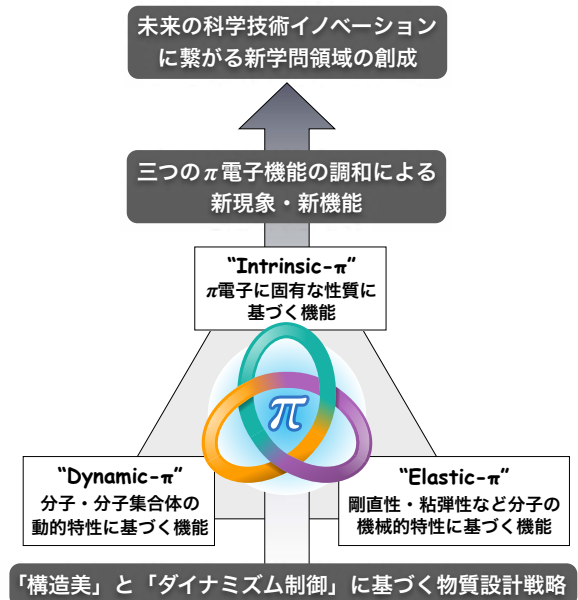 未来の科学技術イノベーション
に繋がる新学問領域の創成
三つのπ電子機能の調和による
新現象・新機能
“Intrinsic-π”
π電子に固有な性質に
基づく機能
π
“Dynamic-π”
分子・分子集合体の
動的特性に基づく機能
“Elastic-π”
剛直性・粘弾性など分子の
機械的特性に基づく機能
「構造美」と「ダイナミズム制御」に基づく物質設計戦略